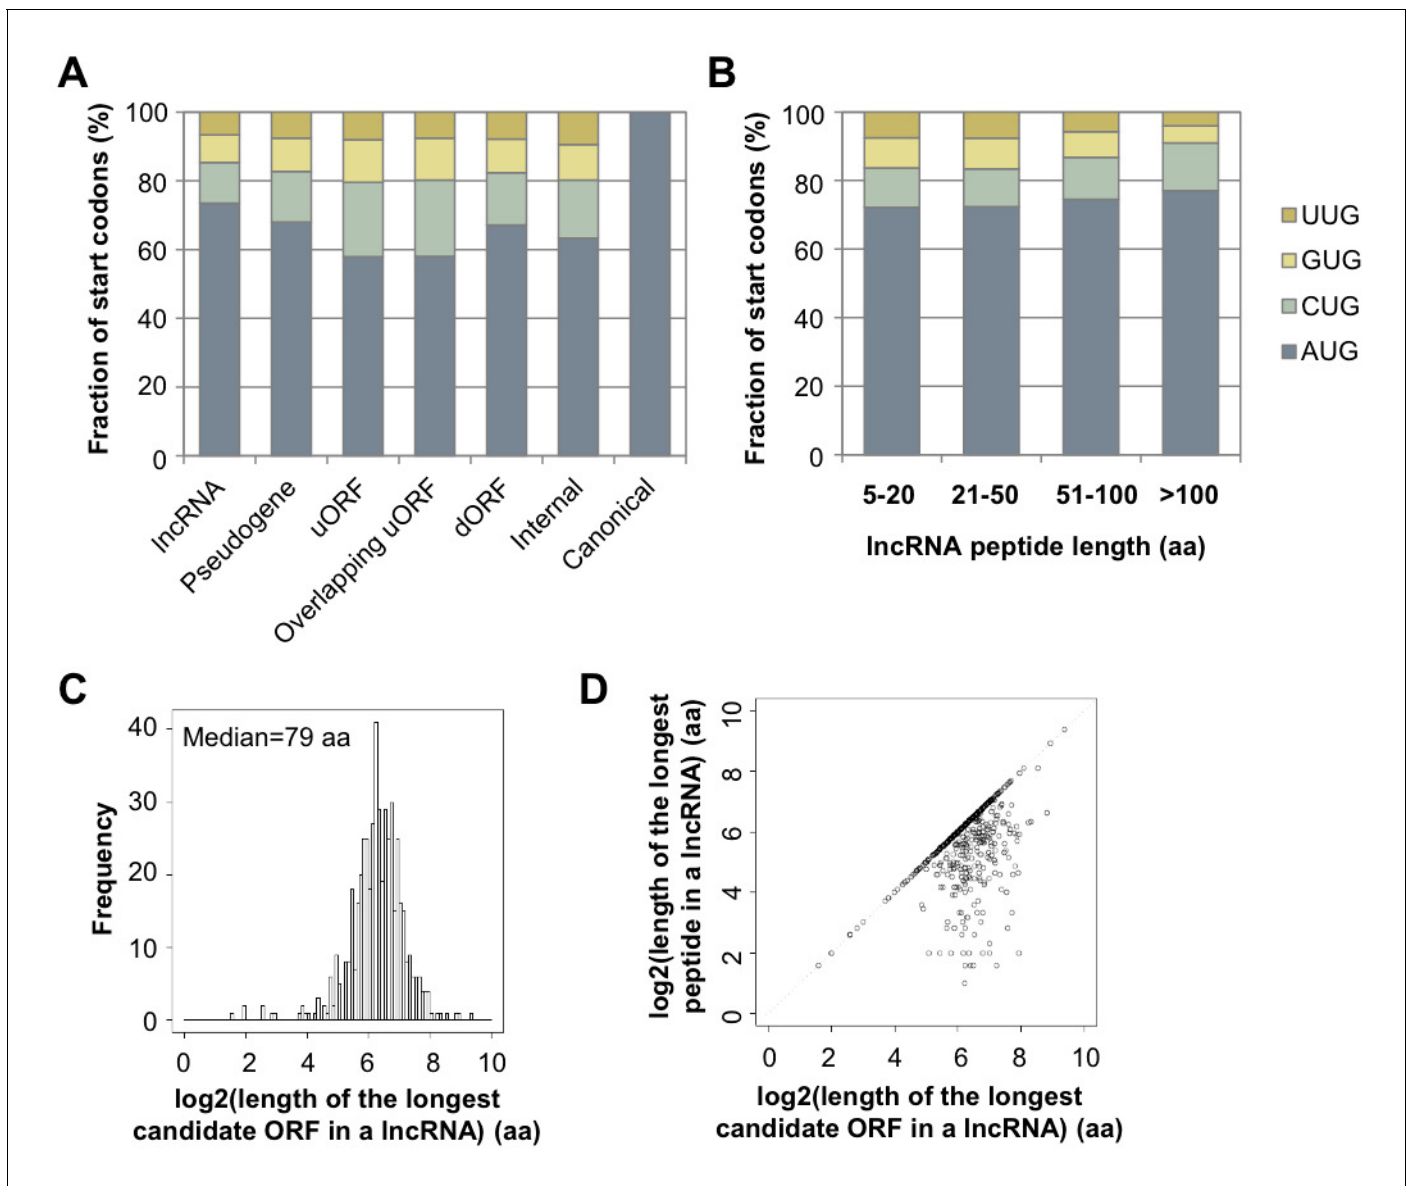 A
Fraction of start codons (%)
100
80
60
40
20
0
lncRNA
Pseudogene
uORF
Overlapping uORF
dORF
Internal
Canonical
B
Fraction of start codons (%)
100
80
60
40
20
0
5-20 21-50 51-100 >100
lncRNA peptide length (aa)
UUG
GUG
CUG
AUG
C
Median=79 aa
Frequency
40
30
20
10
0
0 2 4 6 8 10
log2(length of the longest
candidate ORF in a lncRNA) (aa)
D
log2(length of the longest
peptide in a lncRNA) (aa)
10
8
6
4
2
0
0 2 4 6 8 10
log2(length of the longest
candidate ORF in a lncRNA) (aa)